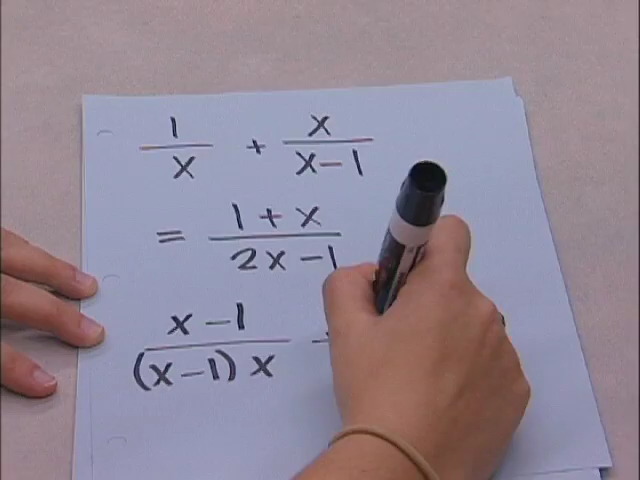 1/x + x/x-1
= 1+x/2x-1
x-1/(x-1)x